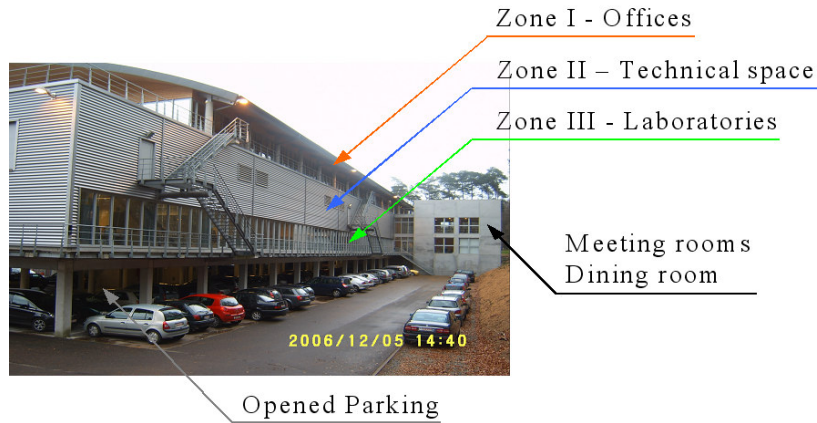 Zone I - Offices
Zone II – Technical space
Zone III - Laboratories
Meeting rooms
Dining room
2006/12/05 14:40
Opened Parking